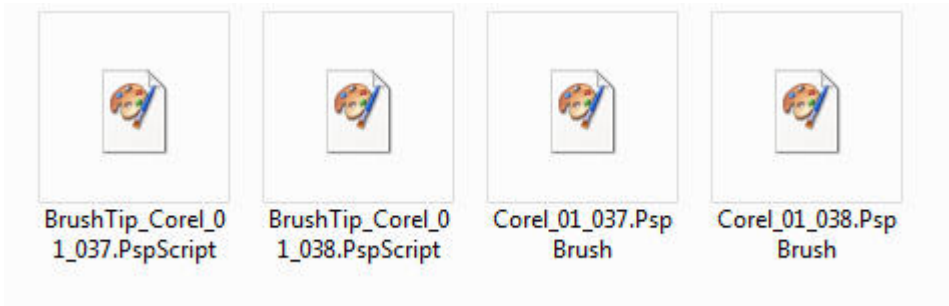 BrushTip_Corel_0
1_037.PspScript
BrushTip_Corel_0
1_038.PspScript
Corel_01_037.Psp
Brush
Corel_01_038.Psp
Brush